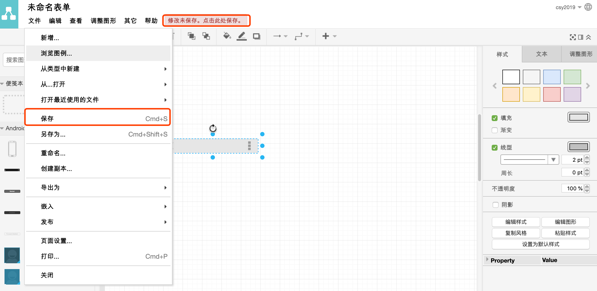 未命名表单
csy2019
文件 编辑 查看 调整图形 其它 帮助 修改未保存。点击此处保存。
新增...
浏览图例...
从类型中新建
从...打开
打开最近使用的文件
保存 Cmd+S
另存为... Cmd+Shift+S
重命名...
创建副本...
导出为
嵌入
发布
页面设置...
打印... Cmd+P
关闭
搜索图
便签本
Android
样式 文本 调整图形
填充
渐变
线型
2 pt
周长 0 pt
不透明度 100 %
阴影
编辑样式 编辑图形
复制风格 粘贴样式
设置为默认样式
Property Value